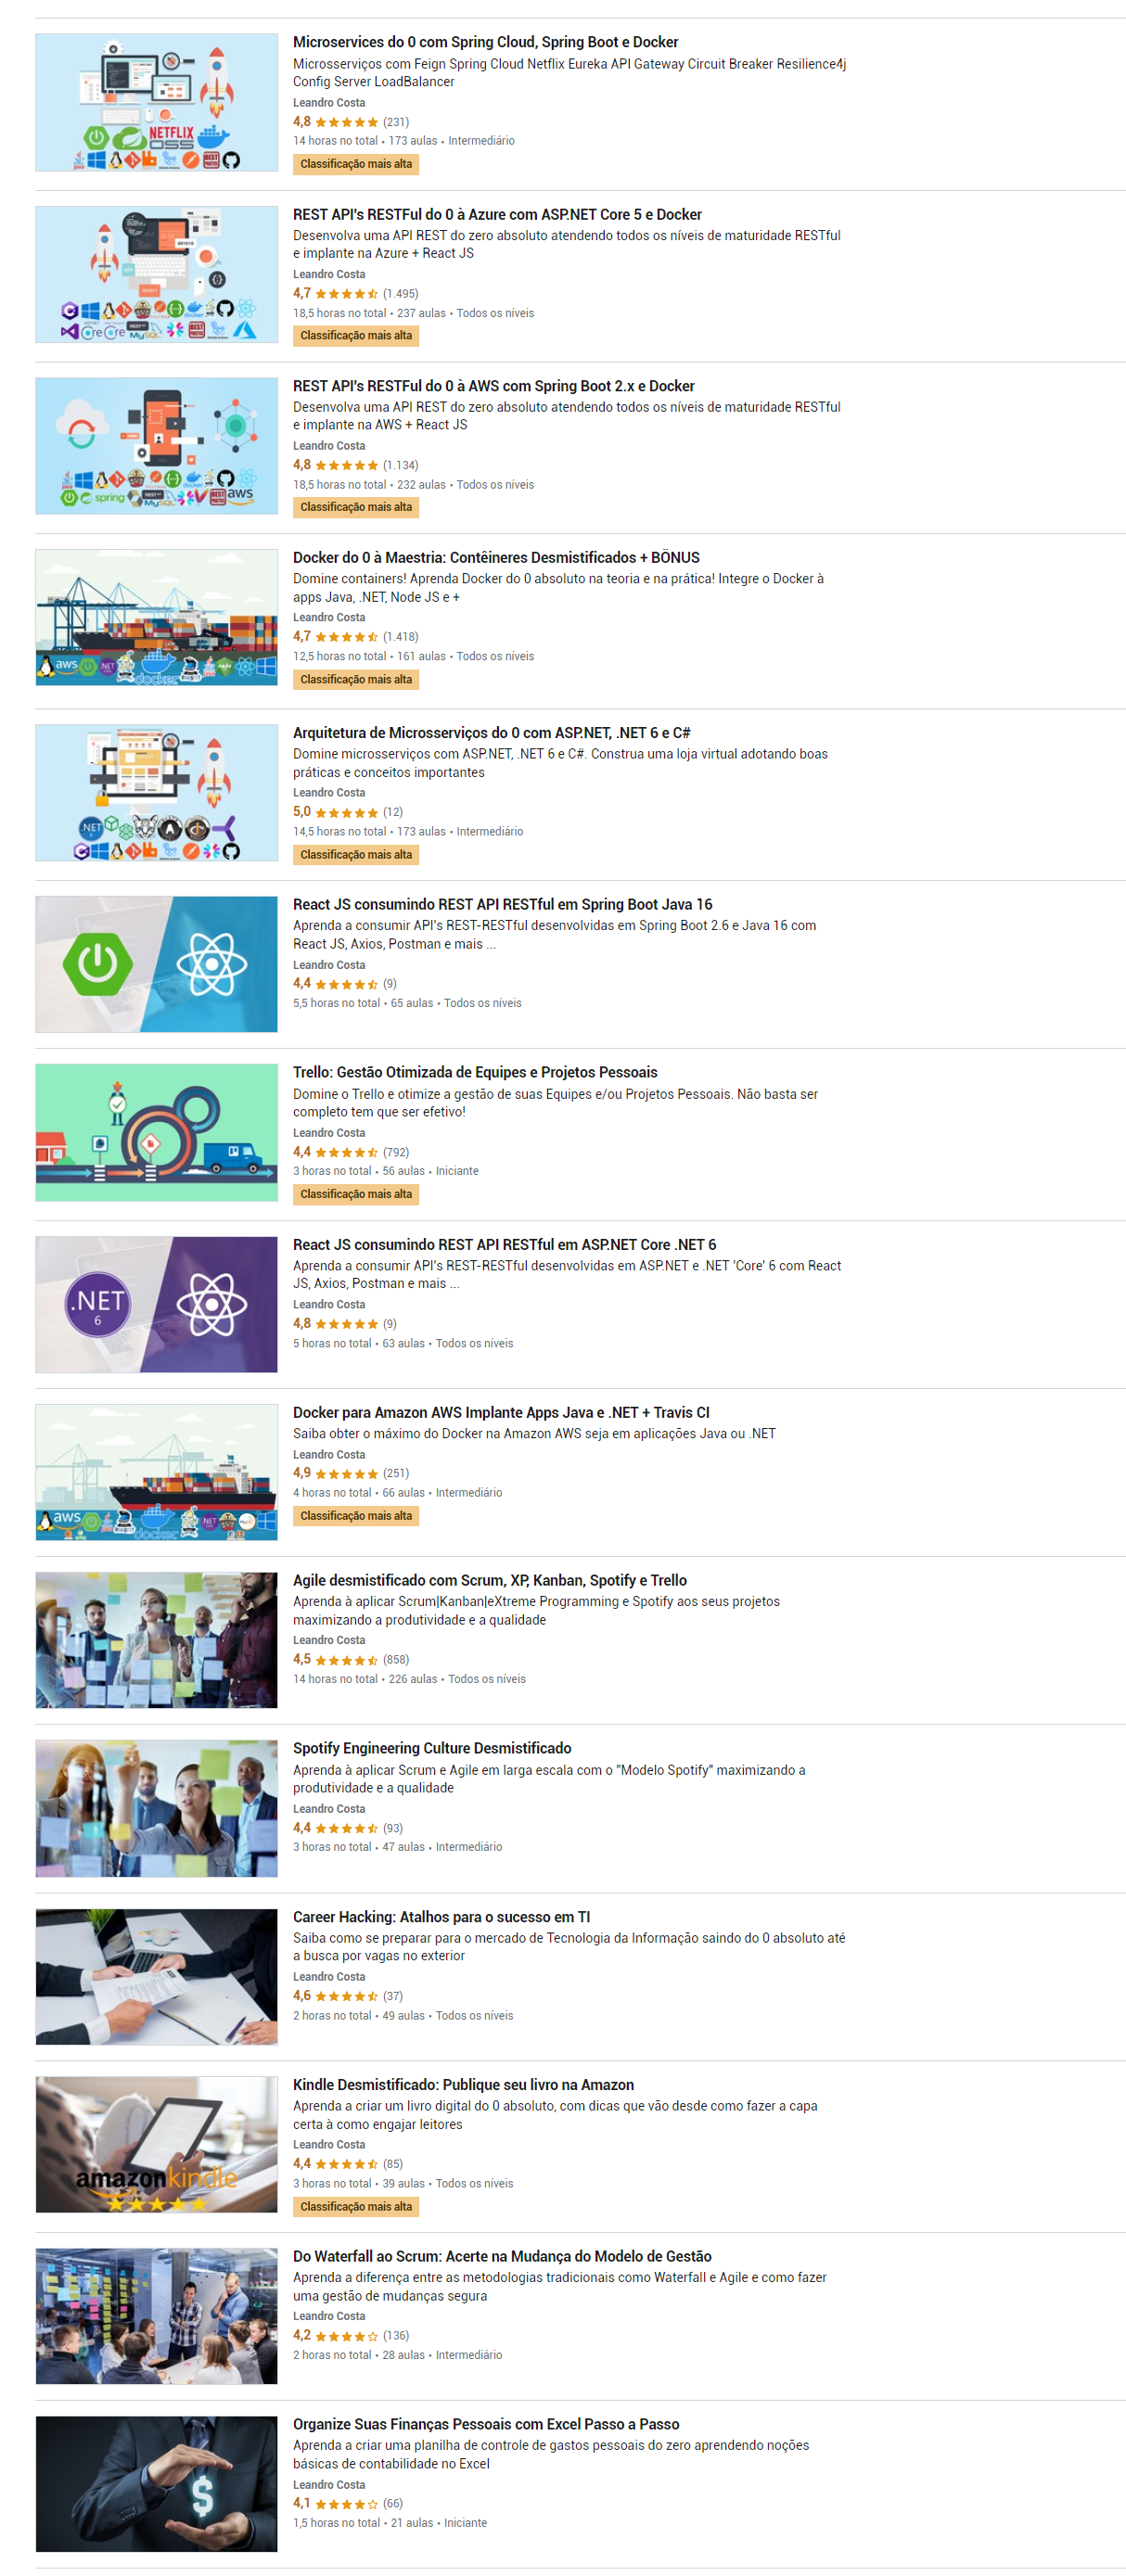 Microservices do 0 com Spring Cloud, Spring Boot e Docker
Microsserviços com Feign Spring Cloud Netflix Eureka API Gateway Circuit Breaker Resilience4j
Config Server LoadBalancer
Leandro Costa
4,8 (231)
14 horas no total • 173 aulas • Intermediário
Classificação mais alta
NETFLIX
OSS
REST API's RESTFul do 0 à Azure com ASP.NET Core 5 e Docker
Desenvolva uma API REST do zero absoluto atendendo todos os níveis de maturidade RESTful
e implante na Azure + React JS
Leandro Costa
4,7 (1.495)
18,5 horas no total • 237 aulas • Todos os níveis
Classificação mais alta
REST API's RESTFul do 0 à AWS com Spring Boot 2.x e Docker
Desenvolva uma API REST do zero absoluto atendendo todos os níveis de maturidade RESTful
e implante na AWS + React JS
Leandro Costa
4,8 (1.134)
18,5 horas no total • 232 aulas • Todos os níveis
Classificação mais alta
spring
MySQL
aws
Docker do 0 à Maestria: Contêineres Desmistificados + BÖNUS
Domine containers! Aprenda Docker do 0 absoluto na teoria e na prática! Integre o Docker à
apps Java, .NET, Node JS e +
Leandro Costa
4,7 (1.418)
12,5 horas no total • 161 aulas • Todos os níveis
Classificação mais alta
aws
docker
Arquitetura de Microsserviços do 0 com ASP.NET, .NET 6 e C#
Domine microsserviços com ASP.NET, .NET 6 e C#. Construa uma loja virtual adotando boas
práticas e conceitos importantes
Leandro Costa
5,0 (12)
14,5 horas no total • 173 aulas • Intermediário
Classificação mais alta
.NET
React JS consumindo REST API RESTful em Spring Boot Java 16
Aprenda a consumir API's REST-RESTful desenvolvidas em Spring Boot 2.6 e Java 16 com
React JS, Axios, Postman e mais ...
Leandro Costa
4,4 (9)
5,5 horas no total • 65 aulas • Todos os níveis
Trello: Gestão Otimizada de Equipes e Projetos Pessoais
Domine o Trello e otimize a gestão de suas Equipes e/ou Projetos Pessoais. Não basta ser
completo tem que ser efetivo!
Leandro Costa
4,4 (792)
3 horas no total • 56 aulas • Iniciante
Classificação mais alta
React JS consumindo REST API RESTful em ASP.NET Core .NET 6
Aprenda a consumir API's REST-RESTful desenvolvidas em ASP.NET e .NET 'Core' 6 com React
JS, Axios, Postman e mais ...
Leandro Costa
4,8 (9)
5 horas no total • 63 aulas • Todos os níveis
.NET
6
Docker para Amazon AWS Implante Apps Java e .NET + Travis CI
Saiba obter o máximo do Docker na Amazon AWS seja em aplicações Java ou .NET
Leandro Costa
4,9 (251)
4 horas no total • 66 aulas • Intermediário
Classificação mais alta
aws
docker
Agile desmistificado com Scrum, XP, Kanban, Spotify e Trello
Aprenda à aplicar Scrum|Kanban|eXtreme Programming e Spotify aos seus projetos
maximizando a produtividade e a qualidade
Leandro Costa
4,5 (858)
14 horas no total • 226 aulas • Todos os níveis
Spotify Engineering Culture Desmistificado
Aprenda à aplicar Scrum e Agile em larga escala com o "Modelo Spotify" maximizando a
produtividade e a qualidade
Leandro Costa
4,4 (93)
3 horas no total • 47 aulas • Intermediário
Career Hacking: Atalhos para o sucesso em TI
Saiba como se preparar para o mercado de Tecnologia da Informação saindo do 0 absoluto até
a busca por vagas no exterior
Leandro Costa
4,6 (37)
2 horas no total • 49 aulas • Todos os níveis
Kindle Desmistificado: Publique seu livro na Amazon
Aprenda a criar um livro digital do 0 absoluto, com dicas que vão desde como fazer a capa
certa à como engajar leitores
Leandro Costa
4,4 (85)
3 horas no total • 39 aulas • Todos os níveis
Classificação mais alta
amazonkindle
Do Waterfall ao Scrum: Acerte na Mudança do Modelo de Gestão
Aprenda a diferença entre as metodologias tradicionais como Waterfall e Agile e como fazer
uma gestão de mudanças segura
Leandro Costa
4,2 (136)
2 horas no total • 28 aulas • Intermediário
Organize Suas Finanças Pessoais com Excel Passo a Passo
Aprenda a criar uma planilha de controle de gastos pessoais do zero aprendendo noções
básicas de contabilidade no Excel
Leandro Costa
4,1 (66)
1,5 horas no total • 21 aulas • Iniciante
$